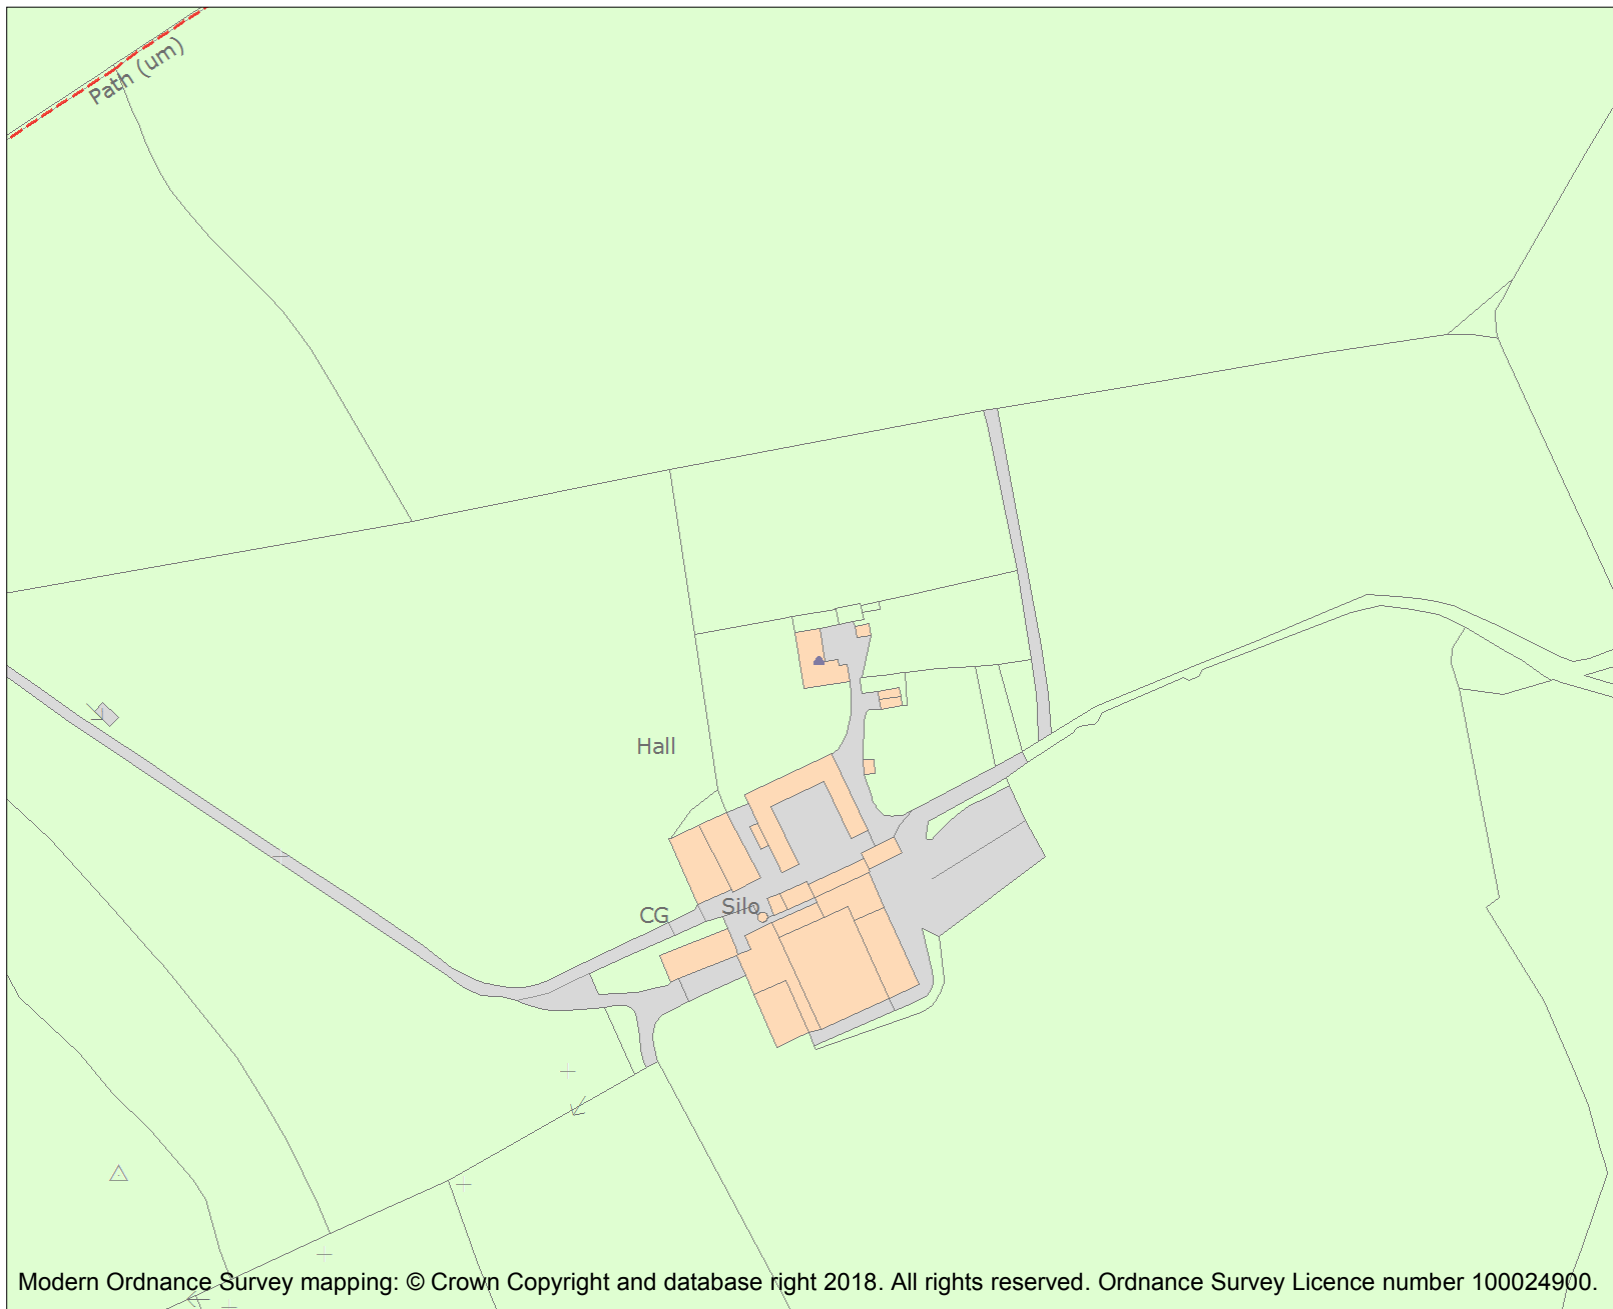 Path (um)
Hall
CG
Silo
Modern Ordnance Survey mapping: © Crown Copyright and database right 2018. All rights reserved. Ordnance Survey Licence number 100024900.